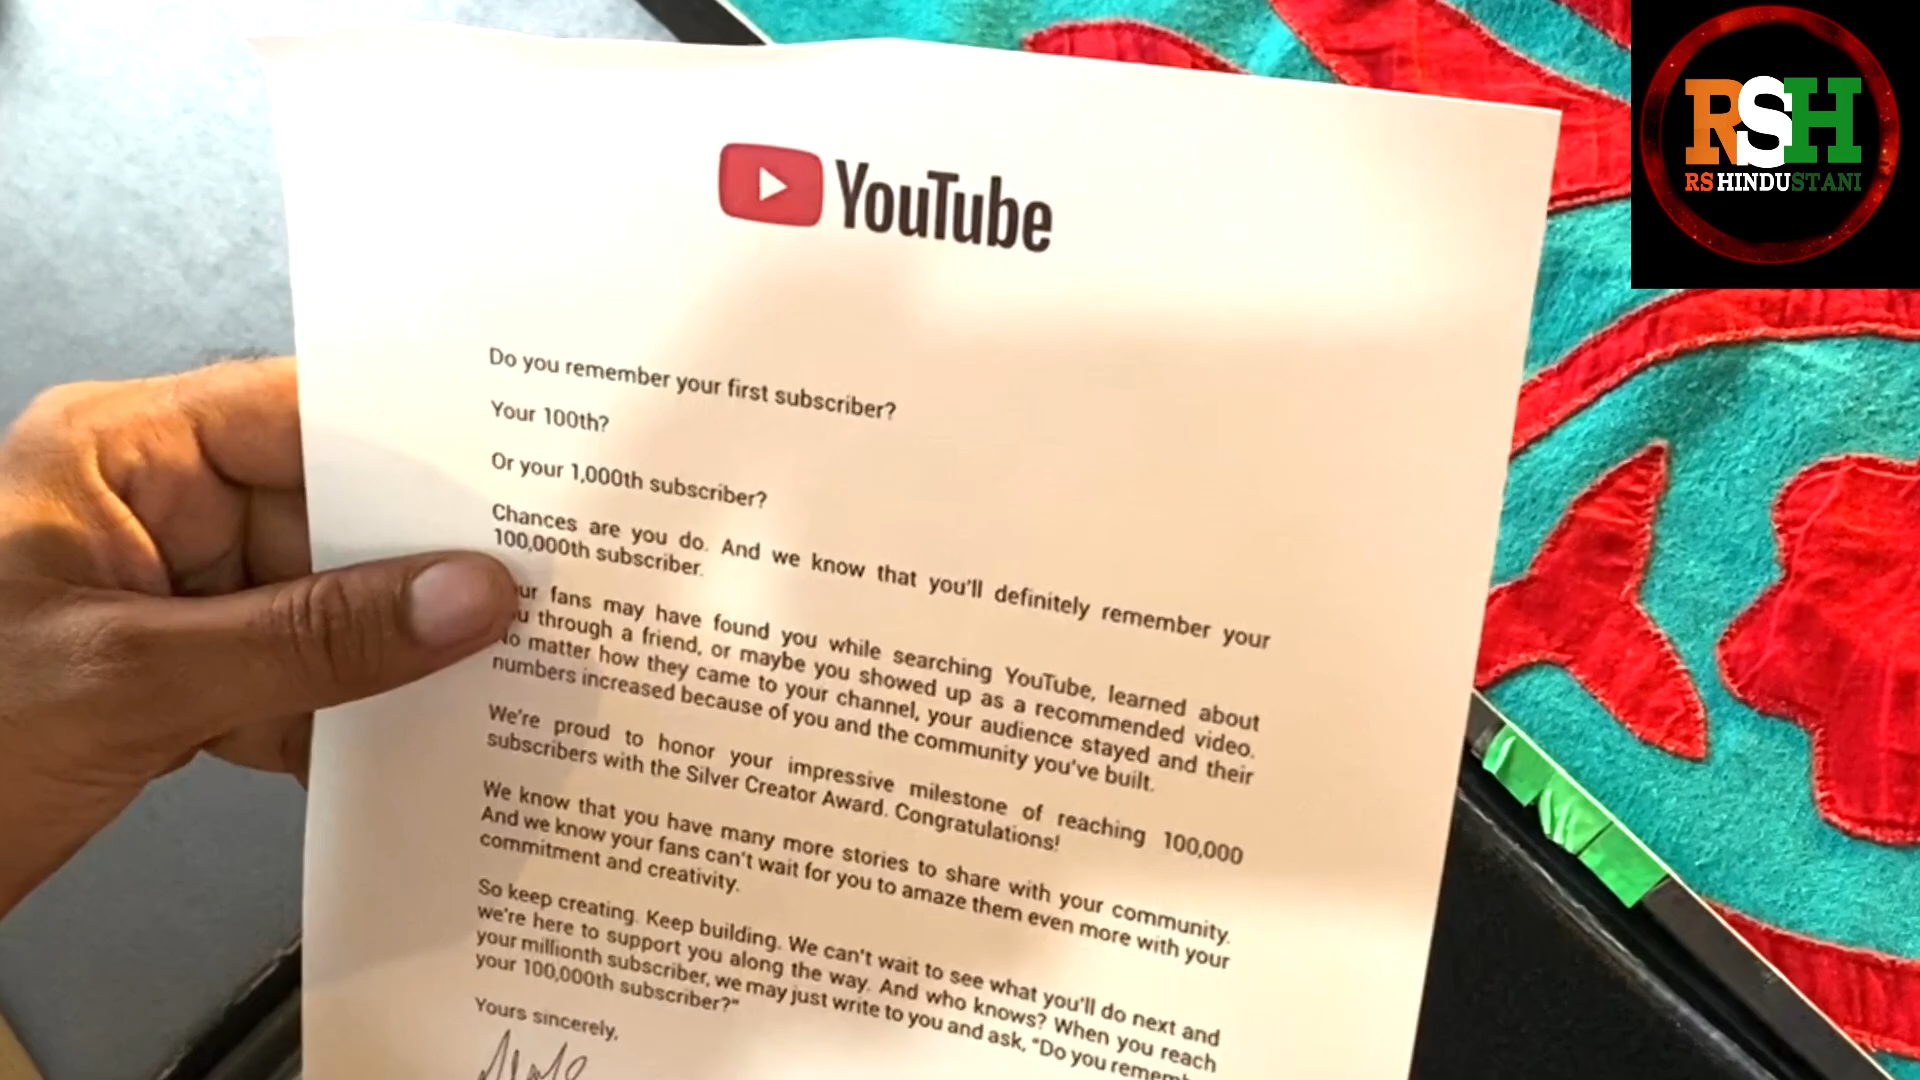 YouTube
RSH
RS HINDUSTANI
Do you remember your first subscriber?
Your 100th?
Or your 1,000th subscriber?
Chances are you do. And we know that you'll definitely remember your
100,000th subscriber.
fans may have found you while searching YouTube, learned about
through a friend, or maybe you showed up as a recommended video.
No matter how they came to your channel, your audience stayed and their
numbers increased because of you and the community you've built.
We're proud to honor your impressive milestone of reaching 100,000
subscribers with the Silver Creator Award. Congratulations!
We know that you have many more stories to share with your community.
And we know your fans can't wait for you to amaze them even more with your
commitment and creativity.
So keep creating. Keep building. We can't wait to see what you'll do next and
we're here to support you along the way. And who knows? When you reach
your millionth subscriber, we may just write to you and ask, "Do you
your 100,000th subscriber?"
Yours sincerely,